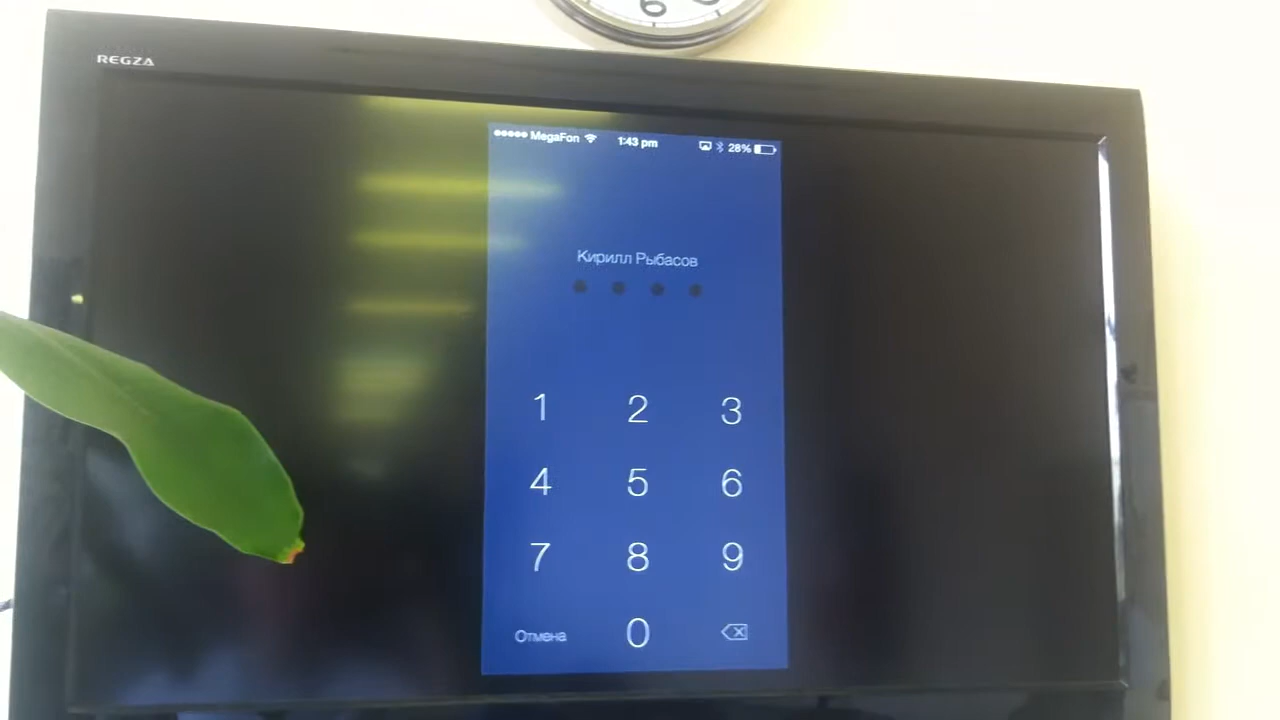 6
REGZA
MegaFon 1:43 pm 28%
Кирилл Рыбасов
1 2 3
4 5 6
7 8 9
Отмена 0